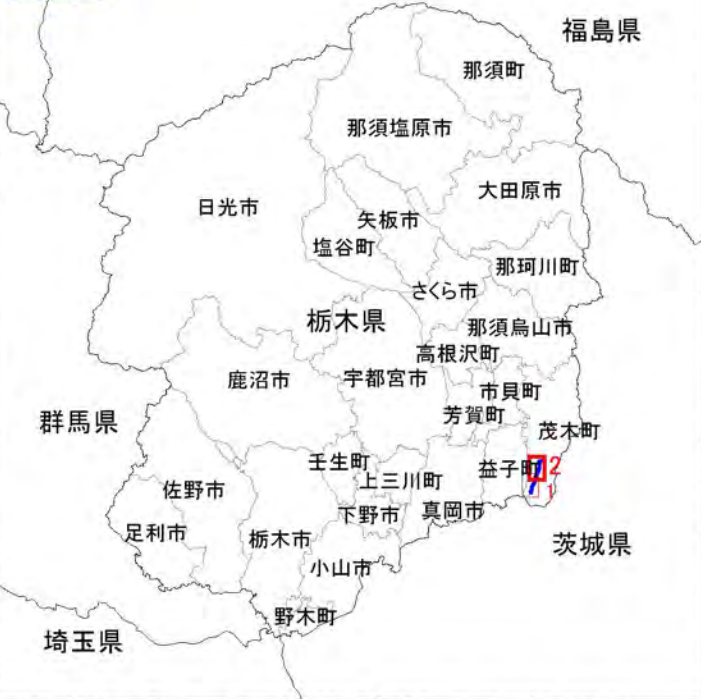 福島県
那須町
那須塩原市
大田原市
日光市
矢板市
塩谷町
那珂川町
さくら市
栃木県
那須烏山市
高根沢町
鹿沼市
宇都宮市
市貝町
芳賀町
群馬県
茂木町
壬生町
益子町
2
上三川町
佐野市
1
真岡市
下野市
足利市
栃木市
茨城県
小山市
野木町
埼玉県